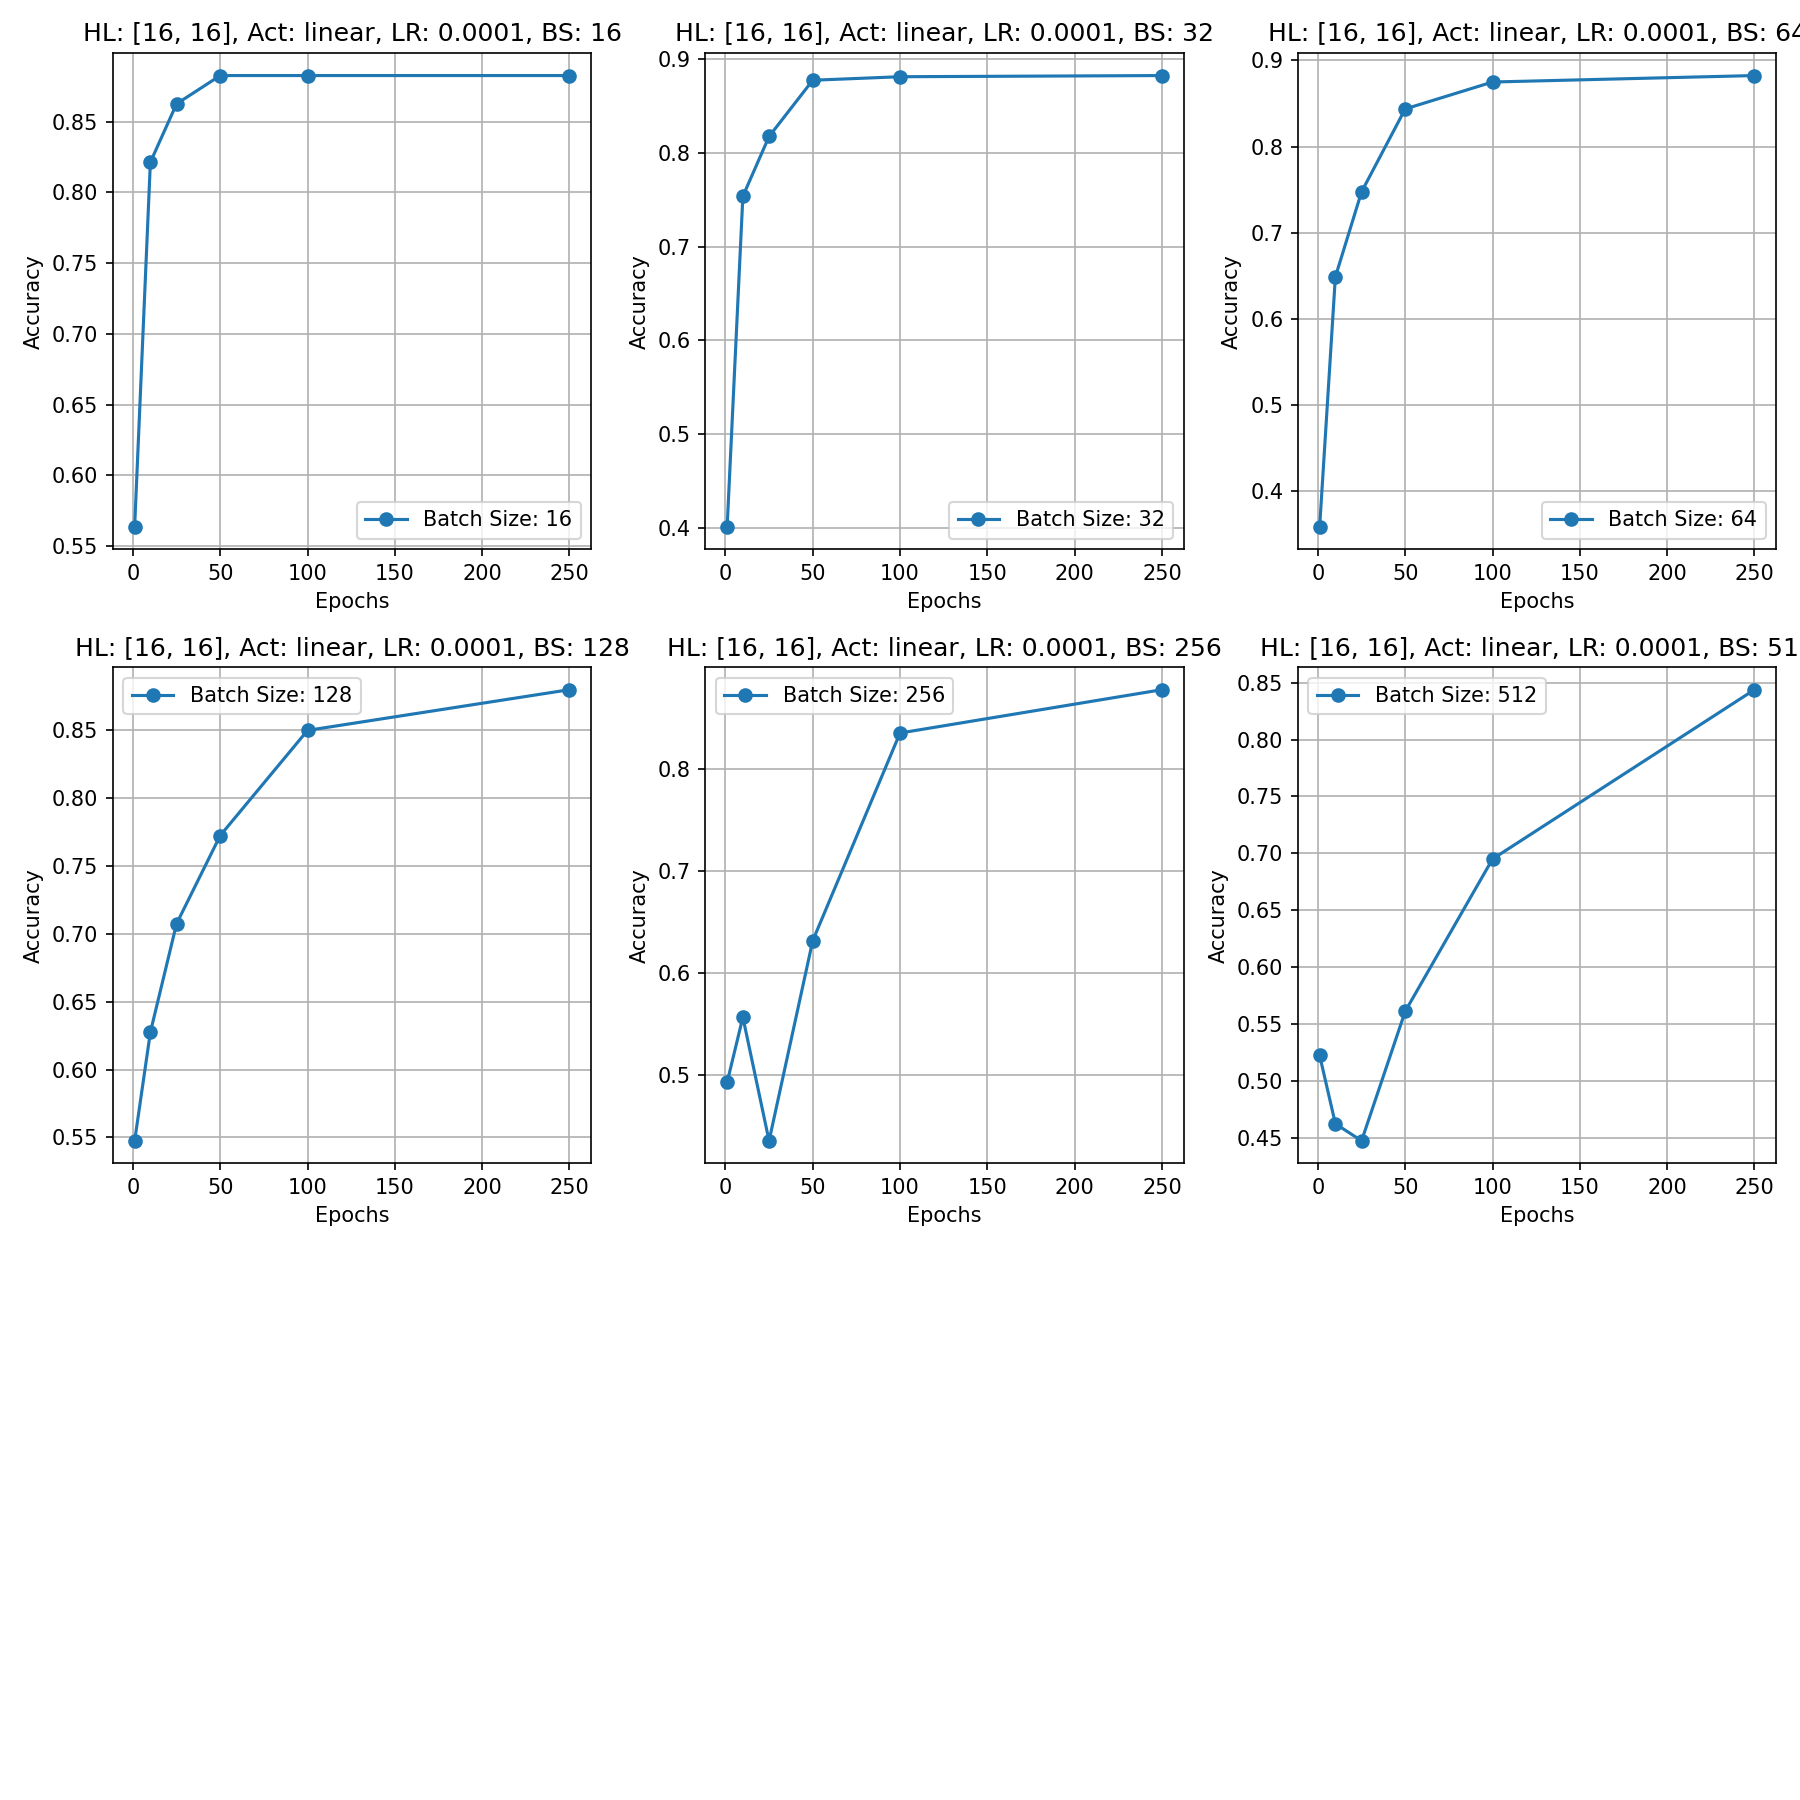 HL: [16, 16], Act: linear, LR: 0.0001, BS: 16
Accuracy
0.85
0.80
0.75
0.70
0.65
0.60
0.55
Batch Size: 16
0 50 100 150 200 250
Epochs
HL: [16, 16], Act: linear, LR: 0.0001, BS: 32
Accuracy
0.9
0.8
0.7
0.6
0.5
0.4
Batch Size: 32
0 50 100 150 200 250
Epochs
HL: [16, 16], Act: linear, LR: 0.0001, BS: 64
Accuracy
0.9
0.8
0.7
0.6
0.5
0.4
Batch Size: 64
0 50 100 150 200 250
Epochs
HL: [16, 16], Act: linear, LR: 0.0001, BS: 128
Batch Size: 128
Accuracy
0.85
0.80
0.75
0.70
0.65
0.60
0.55
0 50 100 150 200 250
Epochs
HL: [16, 16], Act: linear, LR: 0.0001, BS: 256
Batch Size: 256
Accuracy
0.8
0.7
0.6
0.5
0 50 100 150 200 250
Epochs
HL: [16, 16], Act: linear, LR: 0.0001, BS: 51
Batch Size: 512
Accuracy
0.85
0.80
0.75
0.70
0.65
0.60
0.55
0.50
0.45
0 50 100 150 200 250
Epochs